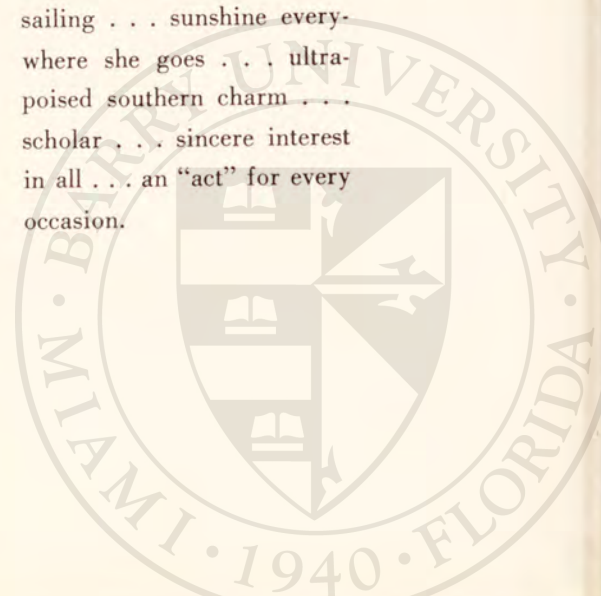 sailing . . . sunshine every-
where she goes . . . ultra-
poised southern charm . . .
scholar . . . sincere interest
in all . . . an “act” for every
occasion.
BARRY UNIVERSITY
MIAMI • 1940 • FLORIDA